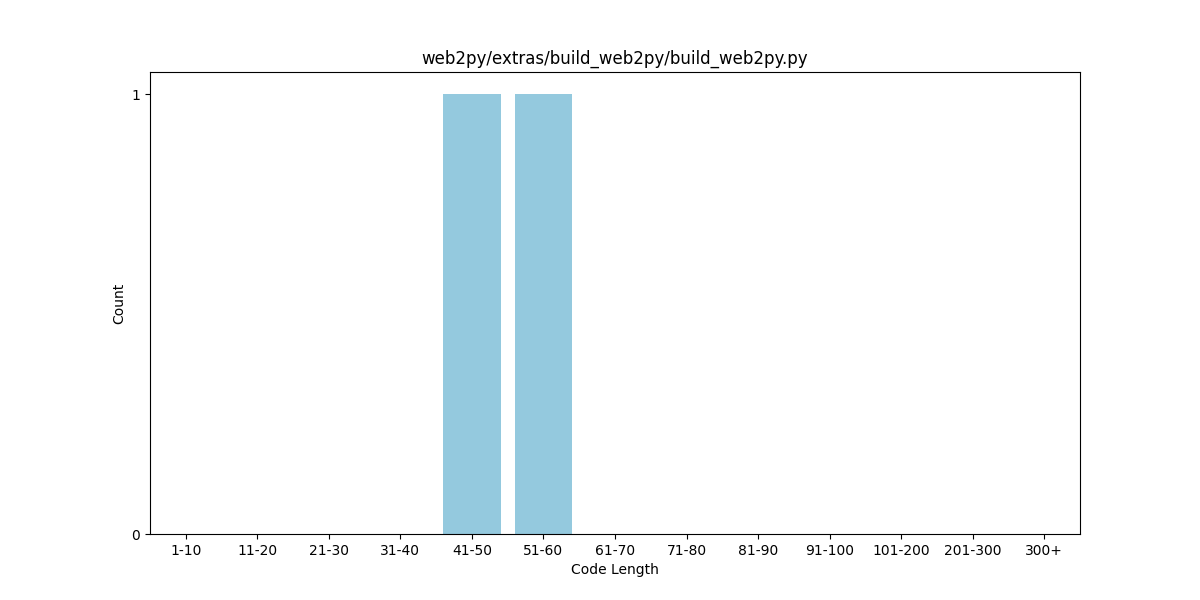 web2py/extras/build_web2py/build_web2py.py
1
Count
0
1-10 11-20 21-30 31-40 41-50 51-60 61-70 71-80 81-90 91-100 101-200 201-300 300+
Code Length